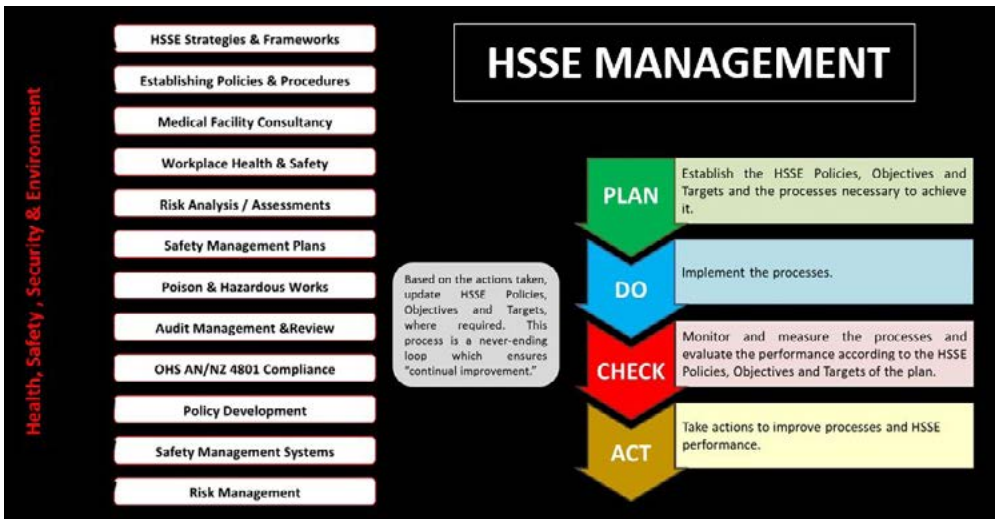 Health, Safety , Security & Environment
HSSE Strategies & Frameworks
Establishing Policies & Procedures
Medical Facility Consultancy
Workplace Health & Safety
Risk Analysis / Assessments
Safety Management Plans
Poison & Hazardous Works
Audit Management &Review
OHS AN/NZ 4801 Compliance
Policy Development
Safety Management Systems
Risk Management
HSSE MANAGEMENT
Based on the actions taken,
update HSSE Policies,
Objectives and Targets,
where required. This
process is a never-ending
loop which ensures
"continual improvement."
PLAN
Establish the HSSE Policies, Objectives and
Targets and the processes necessary to achieve
it.
DO
Implement the processes.
CHECK
Monitor and measure the processes and
evaluate the performance according to the HSSE
Policies, Objectives and Targets of the plan.
ACT
Take actions to improve processes and HSSE
performance.